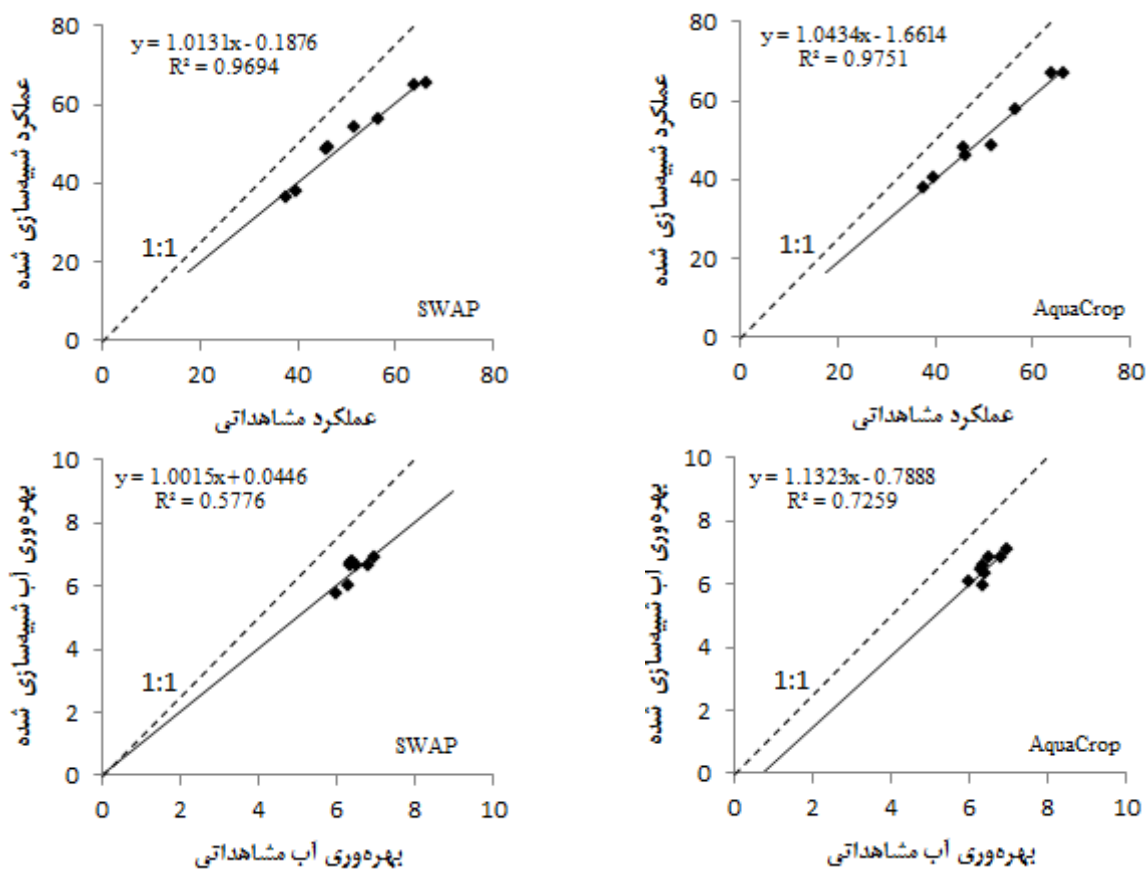 80
60
40
20
0
y = 1.0131x - 0.1876
R² = 0.9694
1:1
SWAP
0 20 40 60 80
عملکرد شبیه‌سازی شده
عملکرد مشاهداتی
80
60
40
20
0
y = 1.0434x - 1.6614
R² = 0.9751
1:1
AquaCrop
0 20 40 60 80
عملکرد شبیه‌سازی شده
عملکرد مشاهداتی
10
8
6
4
2
0
y = 1.0015x + 0.0446
R² = 0.5776
1:1
SWAP
0 2 4 6 8 10
بهره‌وری آب شبیه‌سازی شده
بهره‌وری آب مشاهداتی
10
8
6
4
2
0
y = 1.1323x - 0.7888
R² = 0.7259
1:1
AquaCrop
0 2 4 6 8 10
بهره‌وری آب شبیه‌سازی شده
بهره‌وری آب مشاهداتی